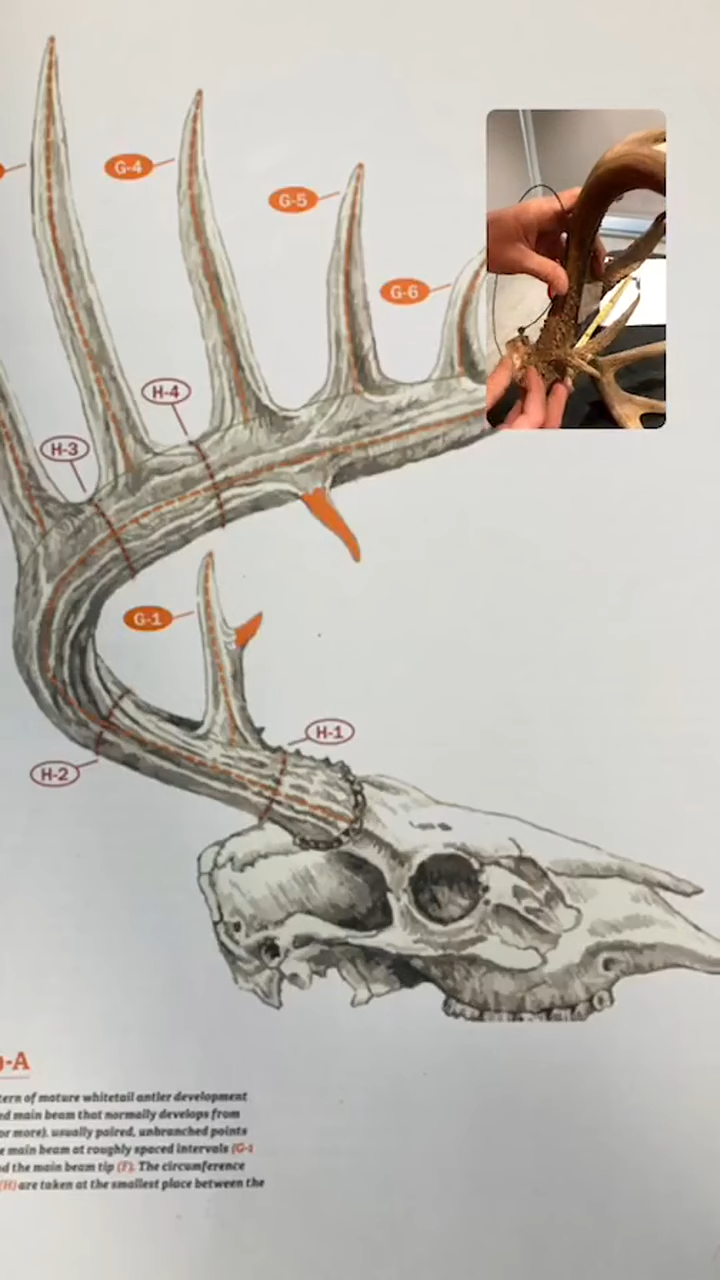 G-4
G-5
G-6
H-4
H-3
G-1
H-1
H-2
-A
tern of mature whitetail antler development
ed main beam that normally develops from
or more), usually paired, unbranched points
e main beam at roughly spaced intervals (G-1
d the main beam tip (F). The circumference
(H) are taken at the smallest place between the